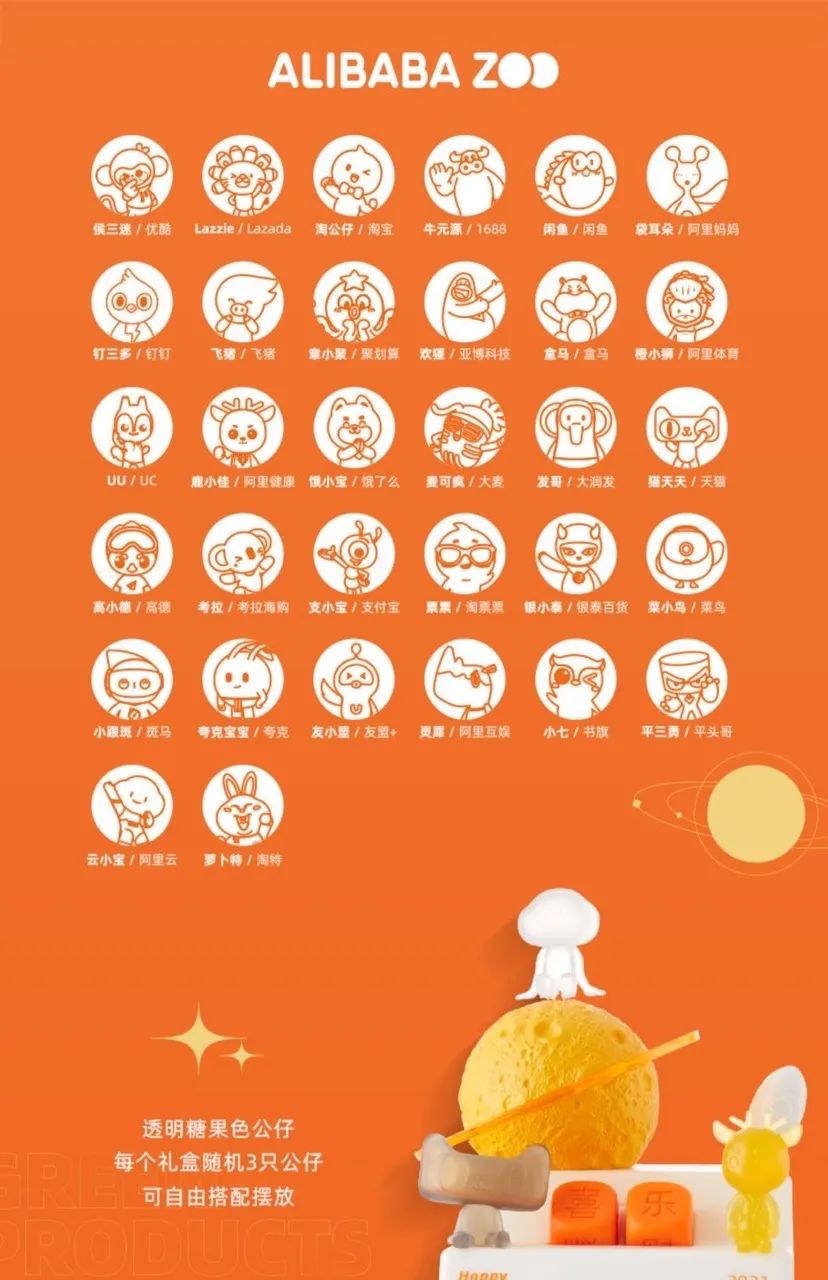 ALIBABA ZOO
侯三迷 / 优酷
Lazzie / Lazada
淘公仔 / 淘宝
牛元源 / 1688
闲鱼 / 闲鱼
袋耳朵 / 阿里妈妈
钉三多 / 钉钉
飞猪 / 飞猪
章小聚 / 聚划算
欢猩 / 亚博科技
盒马 / 盒马
橙小狮 / 阿里体育
UU / UC
鹿小佳 / 阿里健康
饿小宝 / 饿了么
麦可疯 / 大麦
发哥 / 大润发
猫天天 / 天猫
高小德 / 高德
考拉 / 考拉海购
支小宝 / 支付宝
票票 / 淘票票
银小泰 / 银泰百货
菜小鸟 / 菜鸟
小跟斑 / 斑马
夸克宝宝 / 夸克
友小盟 / 友盟+
灵犀 / 阿里互娱
小七 / 书旗
平三勇 / 平头哥
云小宝 / 阿里云
萝卜特 / 淘特
透明糖果色公仔
每个礼盒随机3只公仔
可自由搭配摆放
GREEN
PRODUCTS
喜 乐
Happy 2021